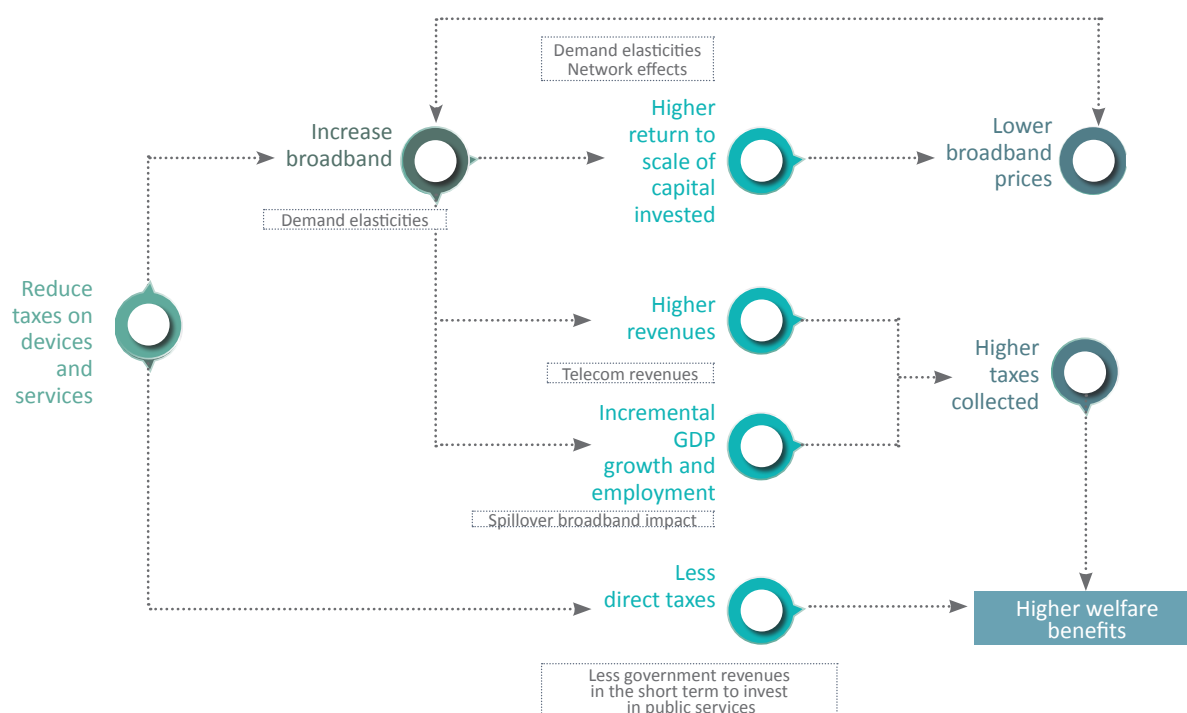 Demand elasticities
Network effects
Increase
broadband
Higher
return to
scale of
capital
invested
Lower
broadband
prices
Demand elasticities
Reduce
taxes on
devices
and
services
Higher
revenues
Telecom revenues
Higher
taxes
collected
Incremental
GDP
growth and
employment
Spillover broadband impact
Less
direct taxes
Higher welfare
benefits
Less government revenues
in the short term to invest
in public services